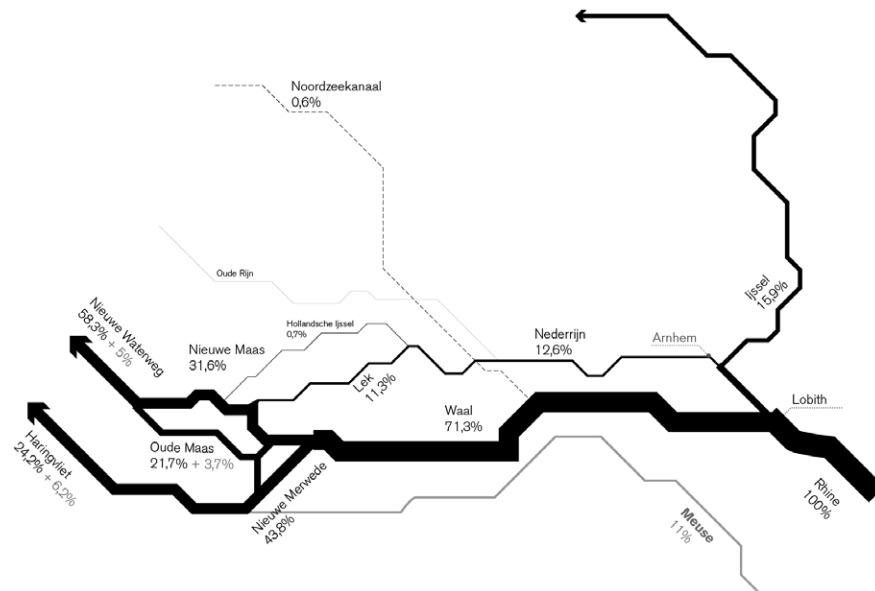 Noordzeekanaal
0,6%
Oude Rijn
Ijssel
15,9%
Nieuwe Waterweg
58,3% + 5%
Hollandsche Ijssel
0,7%
Nieuwe Maas
31,6%
Nederrijn
12,6%
Arnhem
Lek
11,3%
Lobith
Waal
71,3%
Haringvliet
24,2% + 6,2%
Oude Maas
21,7% + 3,7%
Nieuwe Merwede
43,8%
Rhine
100%
Meuse
11%